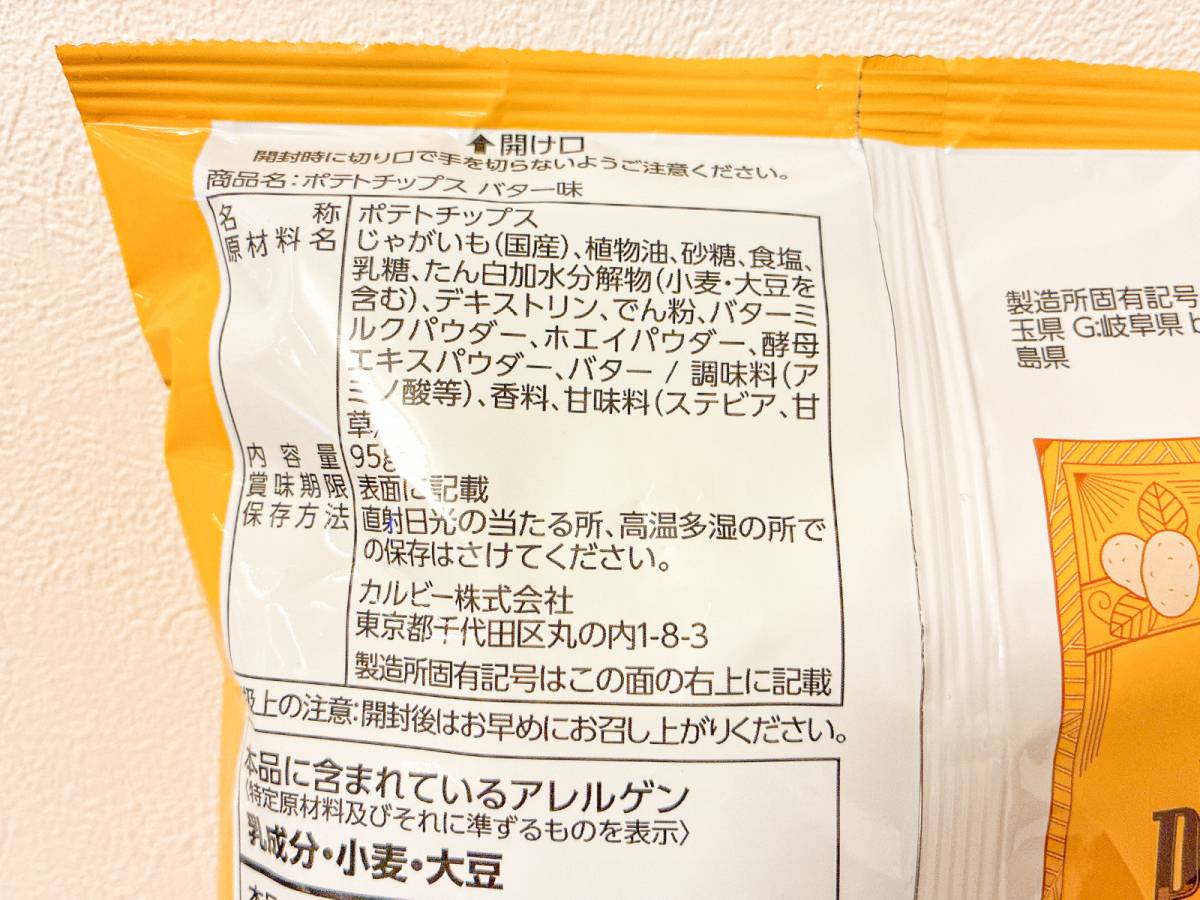 開け口
開封時に切り口で手を切らないようご注意ください。
商品名:ポテトチップス バター味
名称 ポテトチップス
原材料名 じゃがいも(国産)、植物油、砂糖、食塩、
乳糖、たん白加水分解物(小麦・大豆を
含む)、デキストリン、でん粉、バターミ
ルクパウダー、ホエイパウダー、酵母
エキスパウダー、バター / 調味料(ア
ミノ酸等)、香料、甘味料(ステビア、甘
草)
内容量 95g
賞味期限 表面に記載
保存方法 直射日光の当たる所、高温多湿の所で
の保存はさけてください。
カルビー株式会社
東京都千代田区丸の内1-8-3
製造所固有記号はこの面の右上に記載
扱上の注意:開封後はお早めにお召し上がりください。
本品に含まれているアレルゲン
〈特定原材料及びそれに準ずるものを表示〉
乳成分・小麦・大豆
製造所固有記号
玉県 G:岐阜県
島県